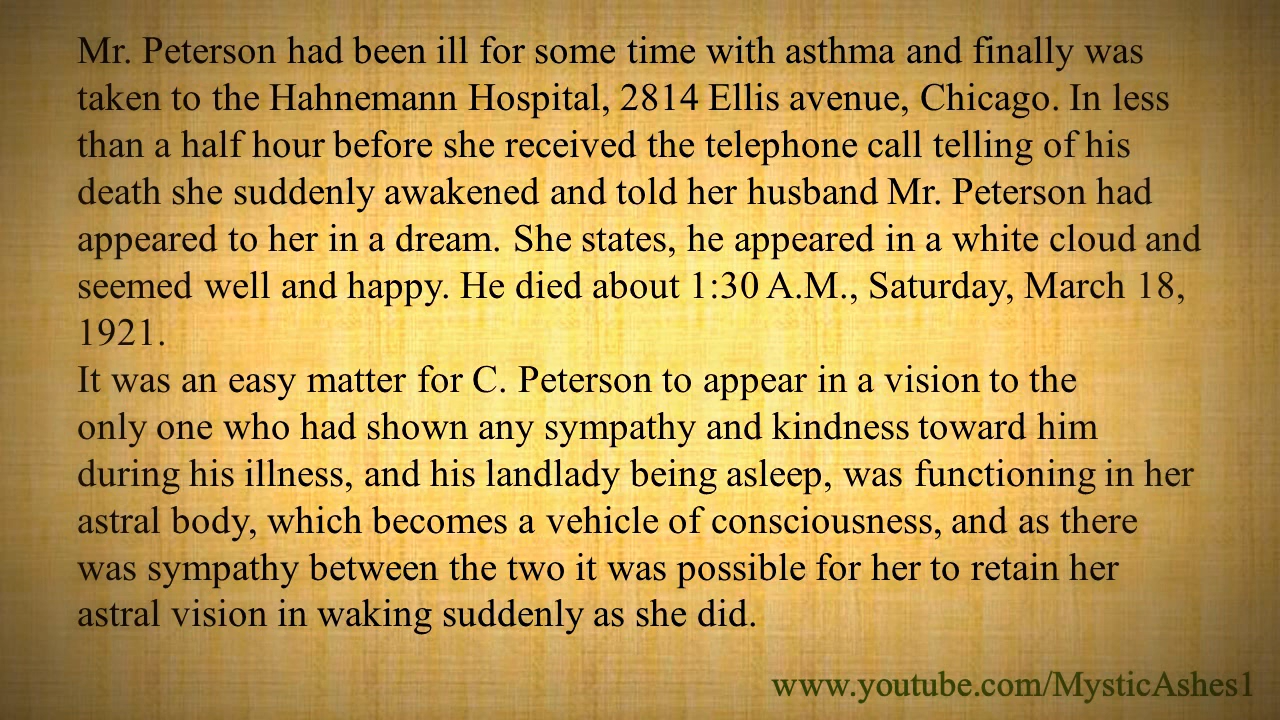 Mr. Peterson had been ill for some time with asthma and finally was
taken to the Hahnemann Hospital, 2814 Ellis avenue, Chicago. In less
than a half hour before she received the telephone call telling of his
death she suddenly awakened and told her husband Mr. Peterson had
appeared to her in a dream. She states, he appeared in a white cloud and
seemed well and happy. He died about 1:30 A.M., Saturday, March 18,
1921.
It was an easy matter for C. Peterson to appear in a vision to the
only one who had shown any sympathy and kindness toward him
during his illness, and his landlady being asleep, was functioning in her
astral body, which becomes a vehicle of consciousness, and as there
was sympathy between the two it was possible for her to retain her
astral vision in waking suddenly as she did.
www.youtube.com/MysticAshes1